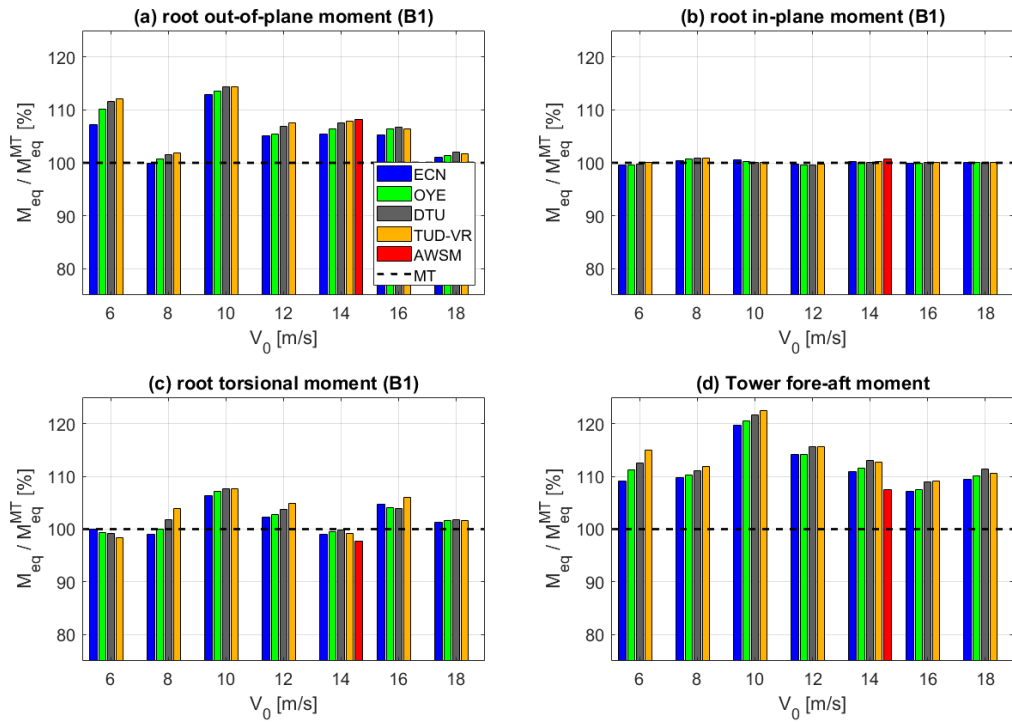 (a) root out-of-plane moment (B1)
M_eq / M_eq^MT [%]
120
110
100
90
80
6 8 10 12 14 16 18
V_0 [m/s]
ECN
OYE
DTU
TUD-VR
AWSM
MT
(b) root in-plane moment (B1)
M_eq / M_eq^MT [%]
120
110
100
90
80
6 8 10 12 14 16 18
V_0 [m/s]
(c) root torsional moment (B1)
M_eq / M_eq^MT [%]
120
110
100
90
80
6 8 10 12 14 16 18
V_0 [m/s]
(d) Tower fore-aft moment
M_eq / M_eq^MT [%]
120
110
100
90
80
6 8 10 12 14 16 18
V_0 [m/s]